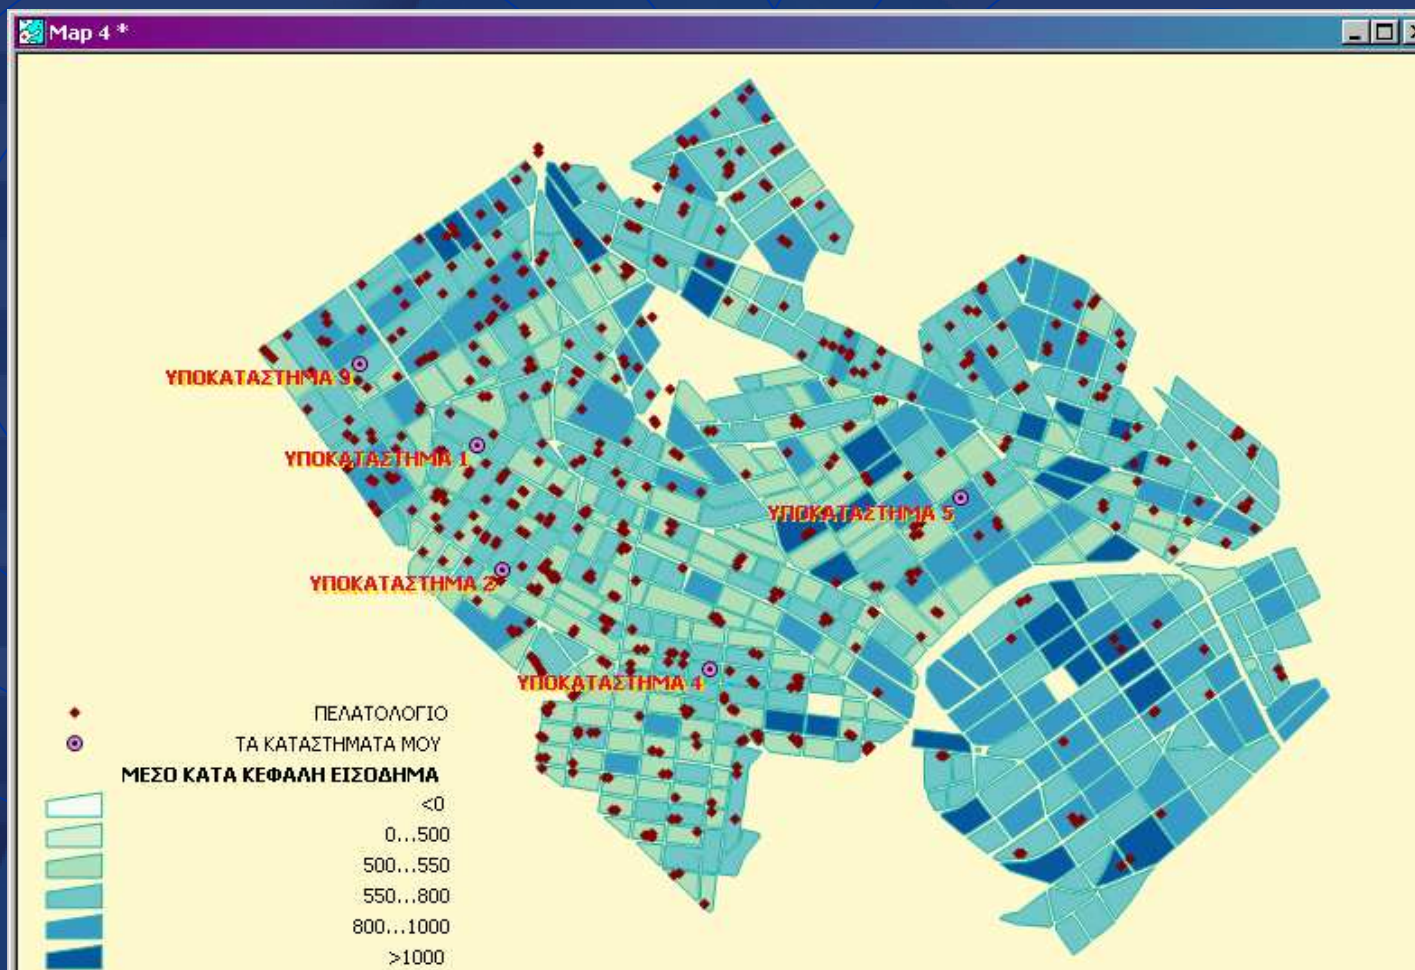 Map 4 *
ΥΠΟΚΑΤΑΣΤΗΜΑ 9
ΥΠΟΚΑΤΑΣΤΗΜΑ 1
ΥΠΟΚΑΤΑΣΤΗΜΑ 5
ΥΠΟΚΑΤΑΣΤΗΜΑ 2
ΥΠΟΚΑΤΑΣΤΗΜΑ 4
ΠΕΛΑΤΟΛΟΓΙΟ
ΤΑ ΚΑΤΑΣΤΗΜΑΤΑ ΜΟΥ
ΜΕΣΟ ΚΑΤΑ ΚΕΦΑΛΗ ΕΙΣΟΔΗΜΑ
<0
0...500
500...550
550...800
800...1000
>1000